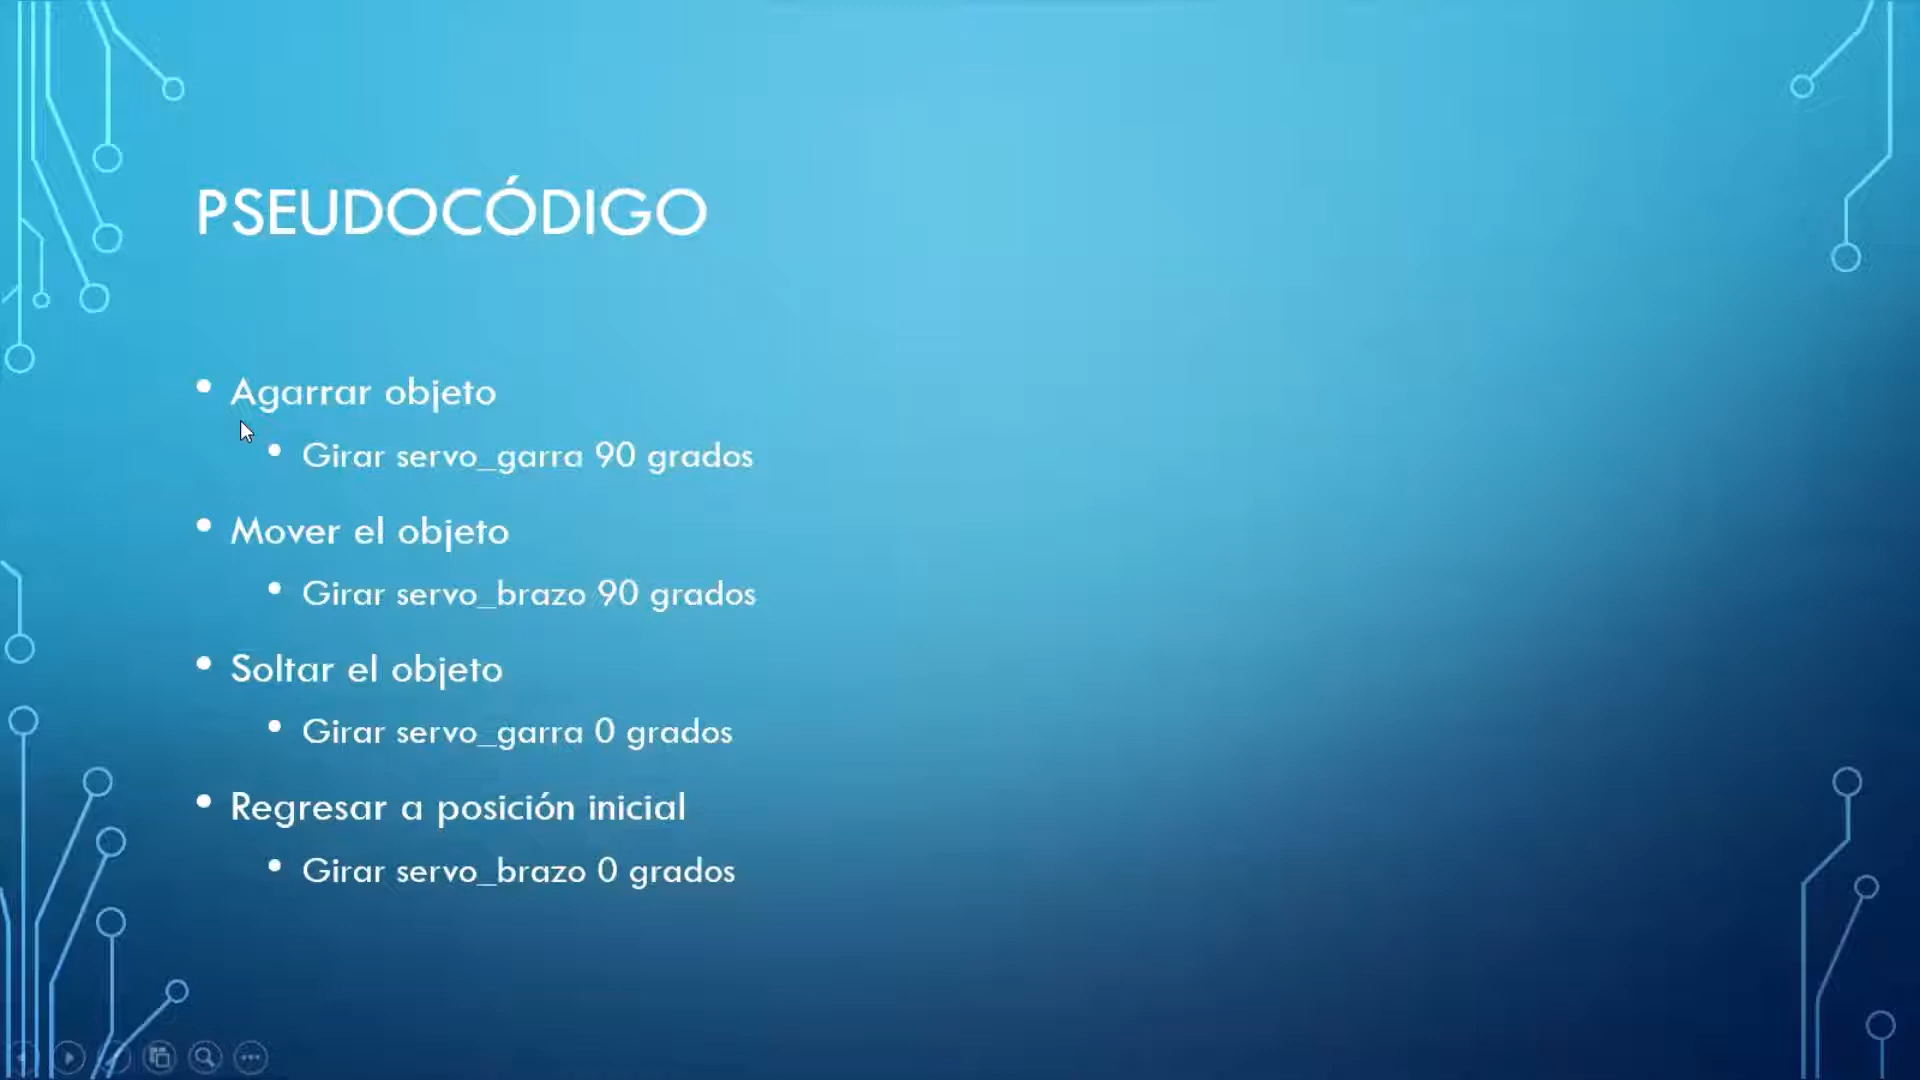 PSEUDOCÓDIGO
• Agarrar objeto
• Girar servo_garra 90 grados
• Mover el objeto
• Girar servo_brazo 90 grados
• Soltar el objeto
• Girar servo_garra 0 grados
• Regresar a posición inicial
• Girar servo_brazo 0 grados